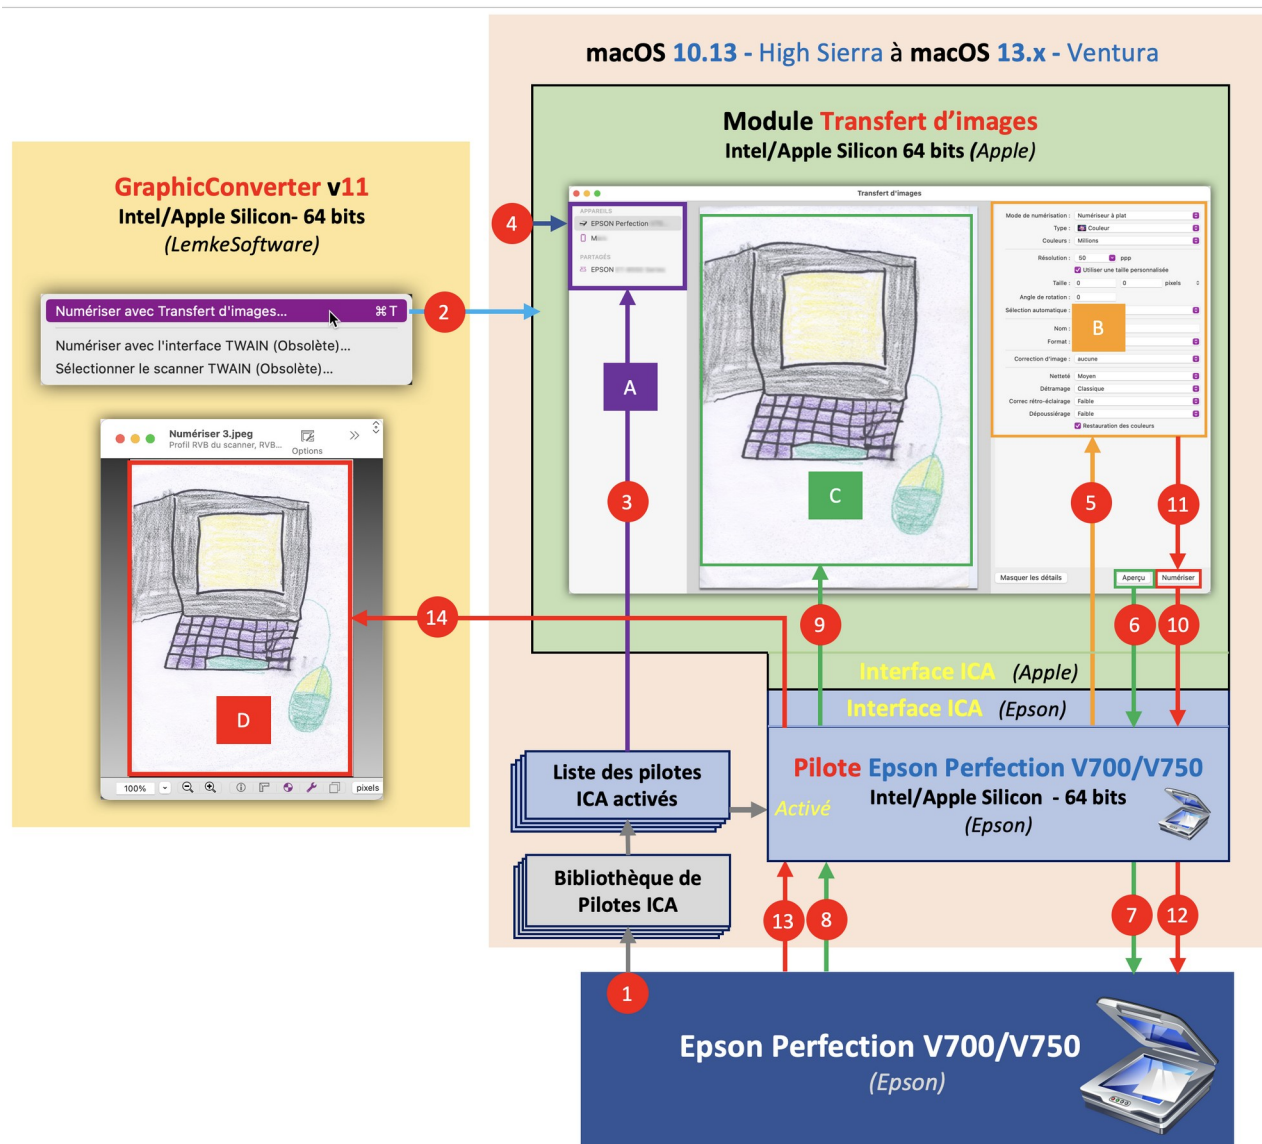 macOS 10.13 - High Sierra à macOS 13.x - Ventura
Module Transfert d'images
Intel/Apple Silicon 64 bits (Apple)
GraphicConverter v11
Intel/Apple Silicon- 64 bits
(LemkeSoftware)
Numériser avec Transfert d'images... ⌘T
Numériser avec l'interface TWAIN (Obsolète)...
Sélectionner le scanner TWAIN (Obsolète)...
2
Numériser 3.jpeg
Profil RVB du scanner, RVB...
Options
D
100%
pixels
14
Transfert d'images
4
APPAREILS
EPSON Perfection
PARTAGÉS
EPSON
A
3
C
Mode de numérisation : Numériseur à plat
Type : Couleur
Couleurs : Millions
Résolution : 50 ppp
Utiliser une taille personnalisée
Taille : 0 0 pixels
Angle de rotation : 0
Sélection automatique :
Nom :
Format :
B
Correction d'image : aucune
Netteté Moyen
Détramage Classique
Correc rétro-éclairage Faible
Dépoussiérage Faible
Restauration des couleurs
5
11
Masquer les détails
Aperçu
Numériser
9
6
10
Interface ICA (Apple)
Interface ICA (Epson)
Pilote Epson Perfection V700/V750
Intel/Apple Silicon - 64 bits
(Epson)
Activé
Liste des pilotes
ICA activés
Bibliothèque de
Pilotes ICA
13
8
7
12
1
Epson Perfection V700/V750
(Epson)